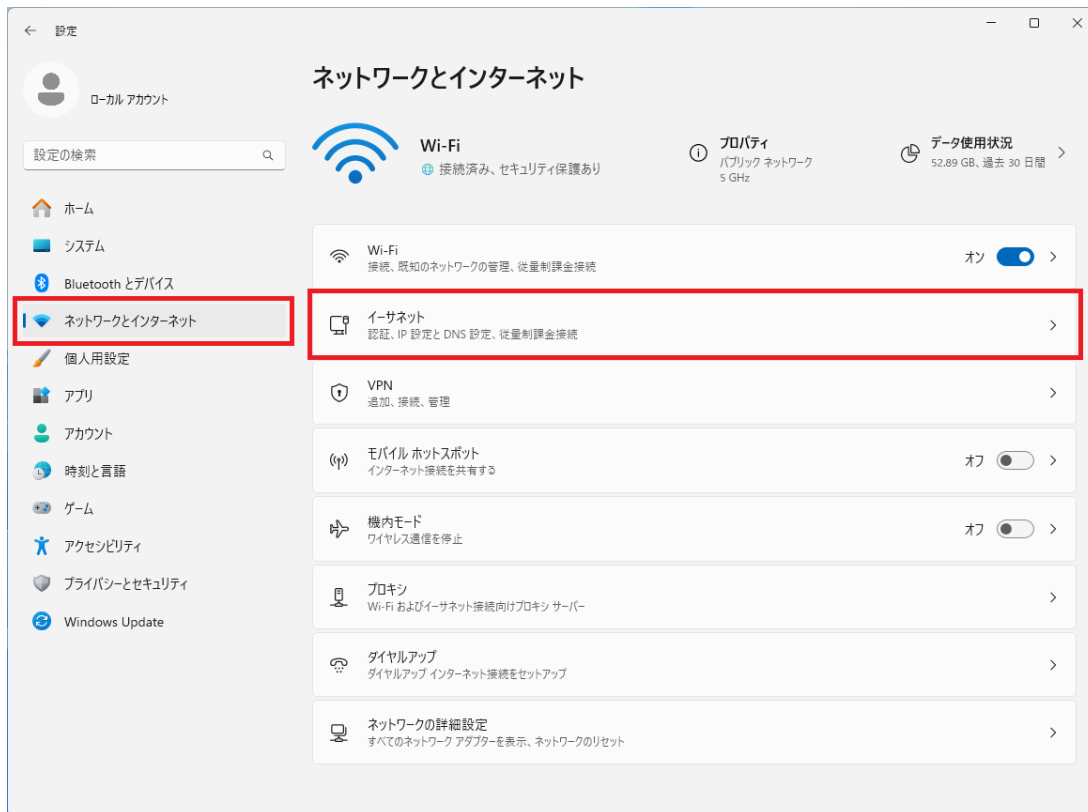 設定
ローカル アカウント
設定の検索
ホーム
システム
Bluetooth とデバイス
ネットワークとインターネット
個人用設定
アプリ
アカウント
時刻と言語
ゲーム
アクセシビリティ
プライバシーとセキュリティ
Windows Update
ネットワークとインターネット
Wi-Fi
接続済み、セキュリティ保護あり
プロパティ
パブリック ネットワーク
5 GHz
データ使用状況
52.89 GB、過去 30 日間
Wi-Fi
接続、既知のネットワークの管理、従量制課金接続
オン
イーサネット
認証、IP 設定と DNS 設定、従量制課金接続
VPN
追加、接続、管理
モバイル ホットスポット
インターネット接続を共有する
オフ
機内モード
ワイヤレス通信を停止
オフ
プロキシ
Wi-Fi およびイーサネット接続向けプロキシ サーバー
ダイヤルアップ
ダイヤルアップ インターネット接続をセットアップ
ネットワークの詳細設定
すべてのネットワーク アダプターを表示、ネットワークのリセット